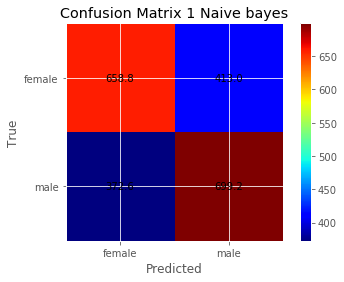 Confusion Matrix 1 Naive bayes
female
658.8
male
female
male
True
Predicted
650
600
550
500
450
400